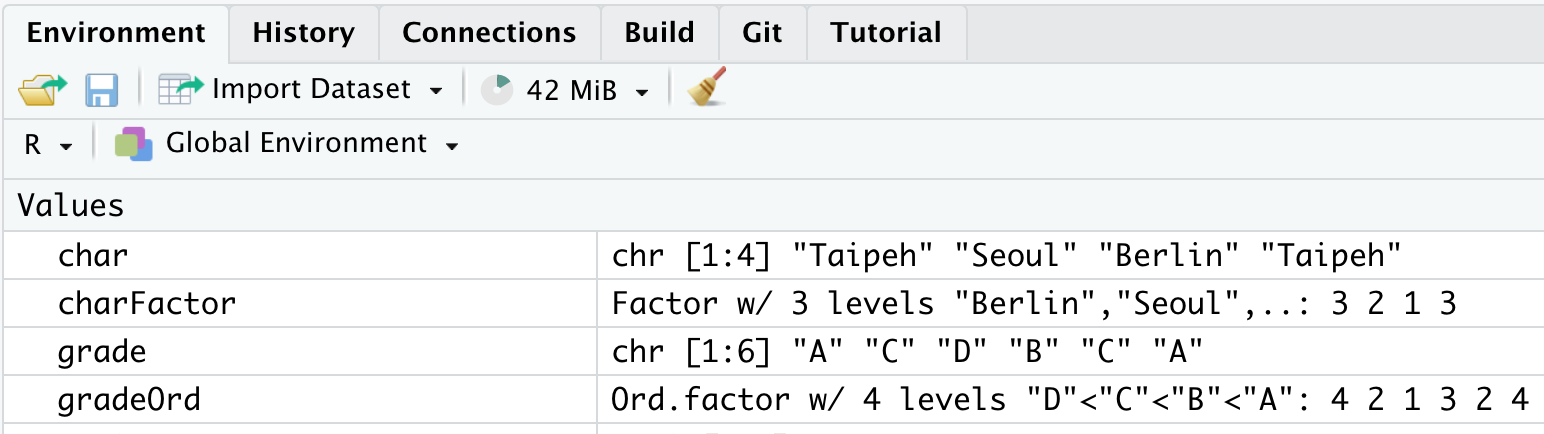 Environment History Connections Build Git Tutorial
Import Dataset 42 MiB
R Global Environment
Values
char chr [1:4] "Taipeh" "Seoul" "Berlin" "Taipeh"
charFactor Factor w/ 3 levels "Berlin","Seoul",..: 3 2 1 3
grade chr [1:6] "A" "C" "D" "B" "C" "A"
gradeOrd Ord.factor w/ 4 levels "D"<"C"<"B"<"A": 4 2 1 3 2 4